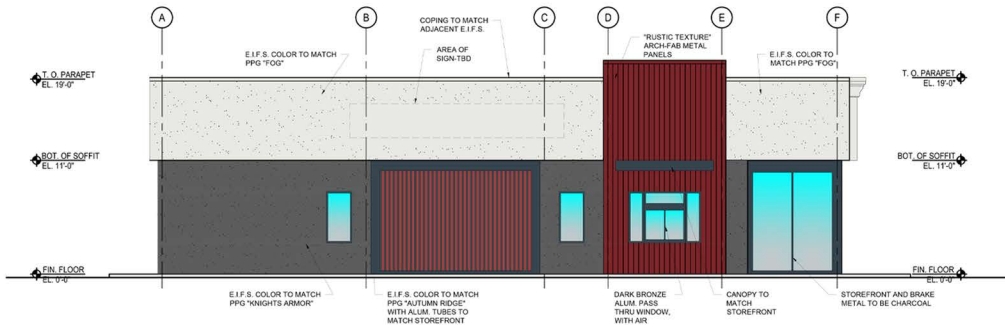 A
B
C
D
E
F
COPING TO MATCH
ADJACENT E.I.F.S.
E.I.F.S. COLOR TO MATCH
PPG "FOG"
AREA OF
SIGN-TBD
"RUSTIC TEXTURE"
ARCH-FAB METAL
PANELS
E.I.F.S. COLOR TO
MATCH PPG "FOG"
T. O. PARAPET
EL. 19'-0"
T. O. PARAPET
EL. 19'-0"
BOT. OF SOFFIT
EL. 11'-0"
BOT. OF SOFFIT
EL. 11'-0"
FIN. FLOOR
EL. 0'-0"
FIN. FLOOR
EL. 0'-0"
E.I.F.S. COLOR TO MATCH
PPG "KNIGHTS ARMOR"
E.I.F.S. COLOR TO MATCH
PPG "AUTUMN RIDGE"
WITH ALUM. TUBES TO
MATCH STOREFRONT
DARK BRONZE
ALUM. PASS
THRU WINDOW,
WITH AIR
CANOPY TO
MATCH
STOREFRONT
STOREFRONT AND BRAKE
METAL TO BE CHARCOAL